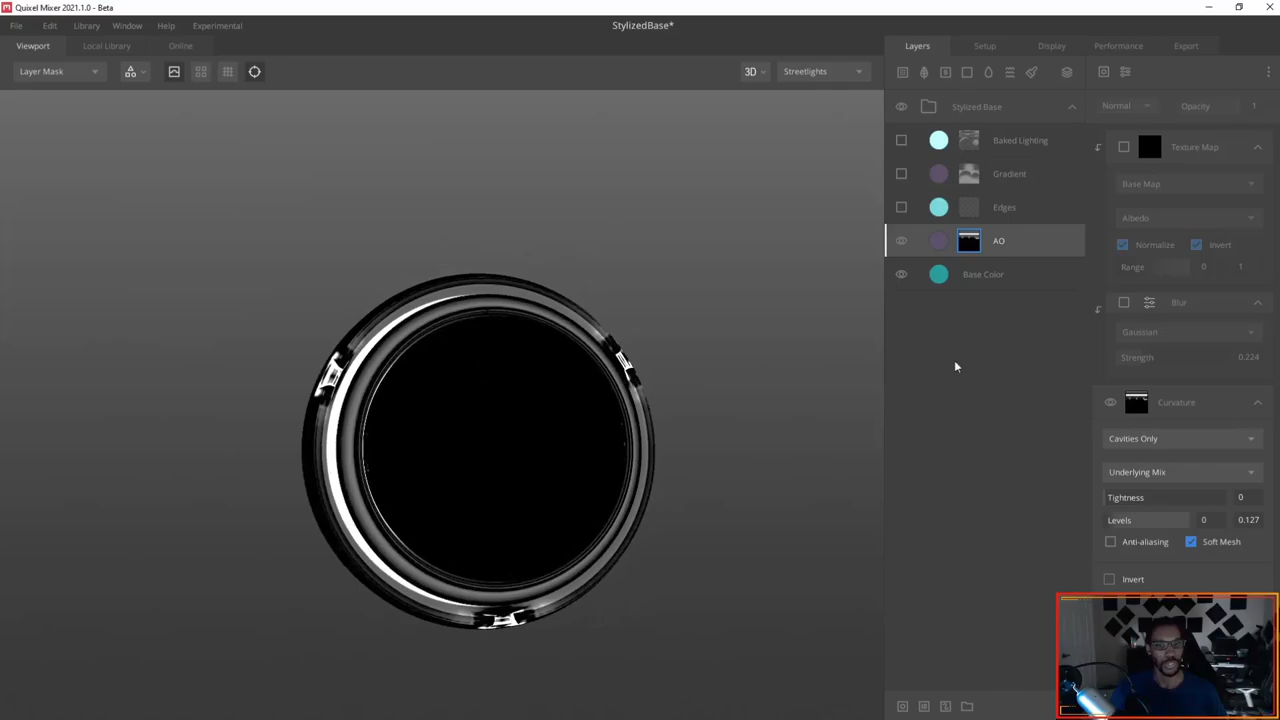 Quixel Mixer 2021.1.0 - Beta
File Edit Library Window Help Experimental
StylizedBase*
Viewport Local Library Online
Layers Setup Display Performance Export
Layer Mask
3D
Streetlights
Stylized Base
Normal Opacity 1
Baked Lighting
Texture Map
Gradient
Base Map
Edges
Albedo
AO
Normalize Invert
Range 0 1
Base Color
Blur
Gaussian
Strength 0.224
Curvature
Cavities Only
Underlying Mix
Tightness 0
Levels 0 0.127
Anti-aliasing Soft Mesh
Invert